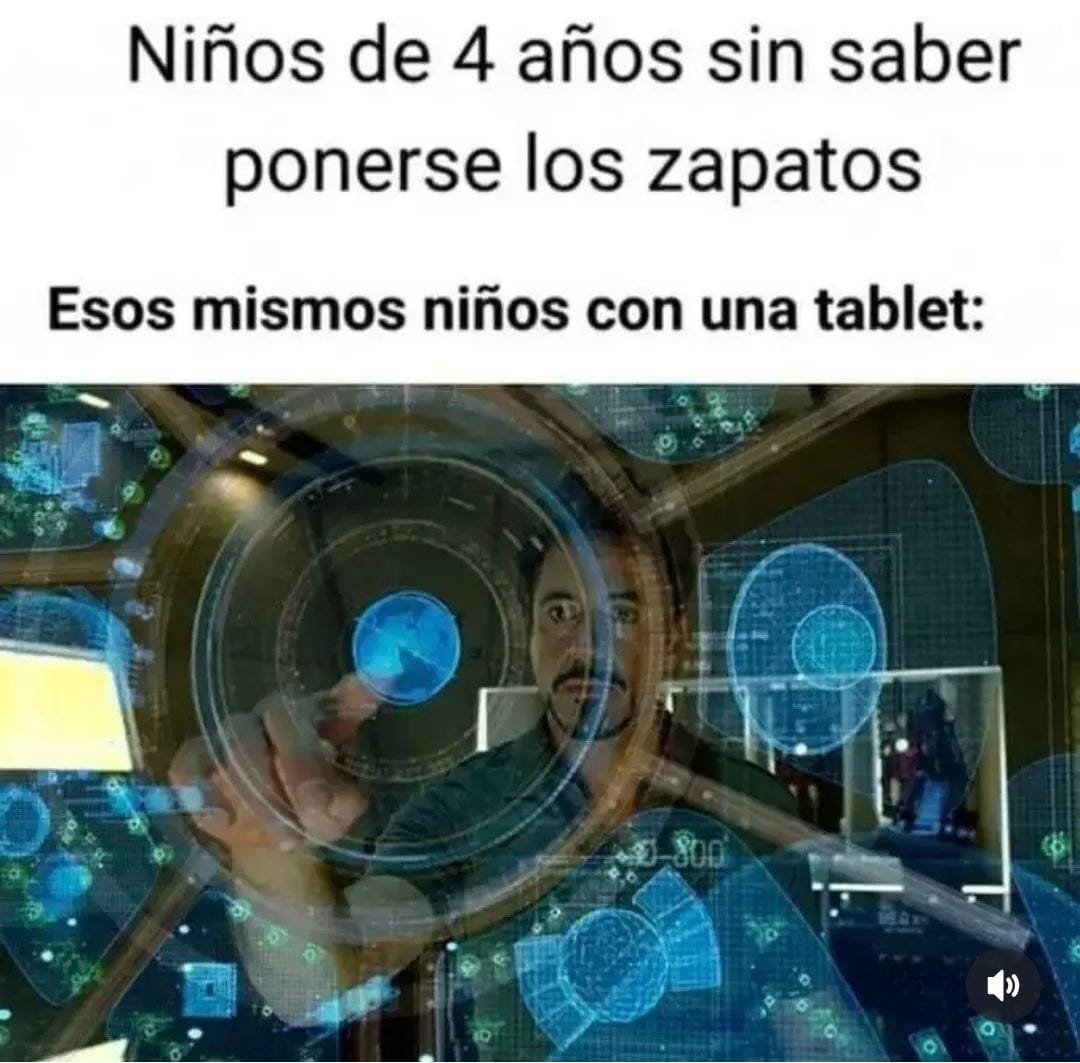 Niños de 4 años sin saber
ponerse los zapatos
Esos mismos niños con una tablet: